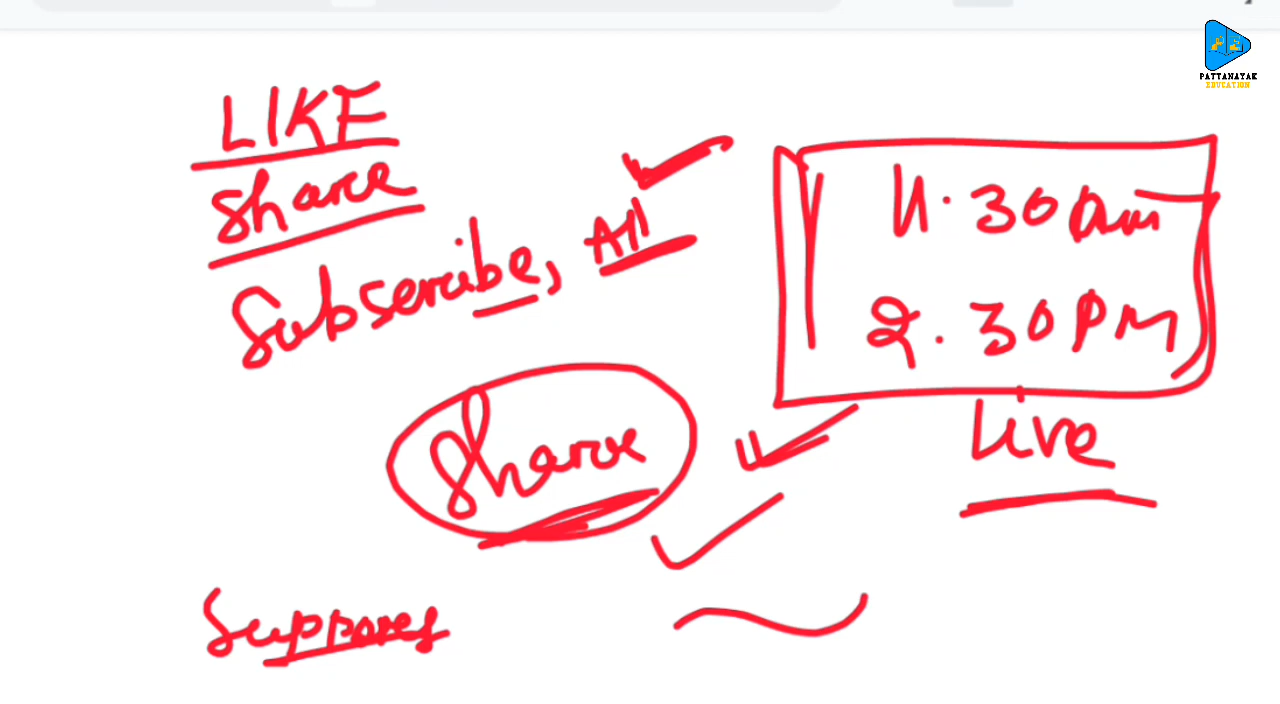 LIKE
Share
Subscribe, All
Share
Support
11.30 am
2.30 PM
Live
PATTANAYAK
EDUCATION